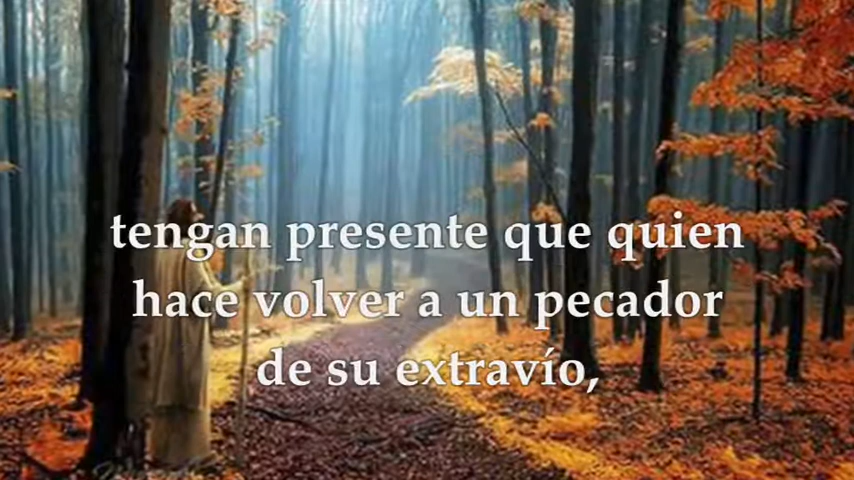 tengan presente que quien
hace volver a un pecador
de su extravío,